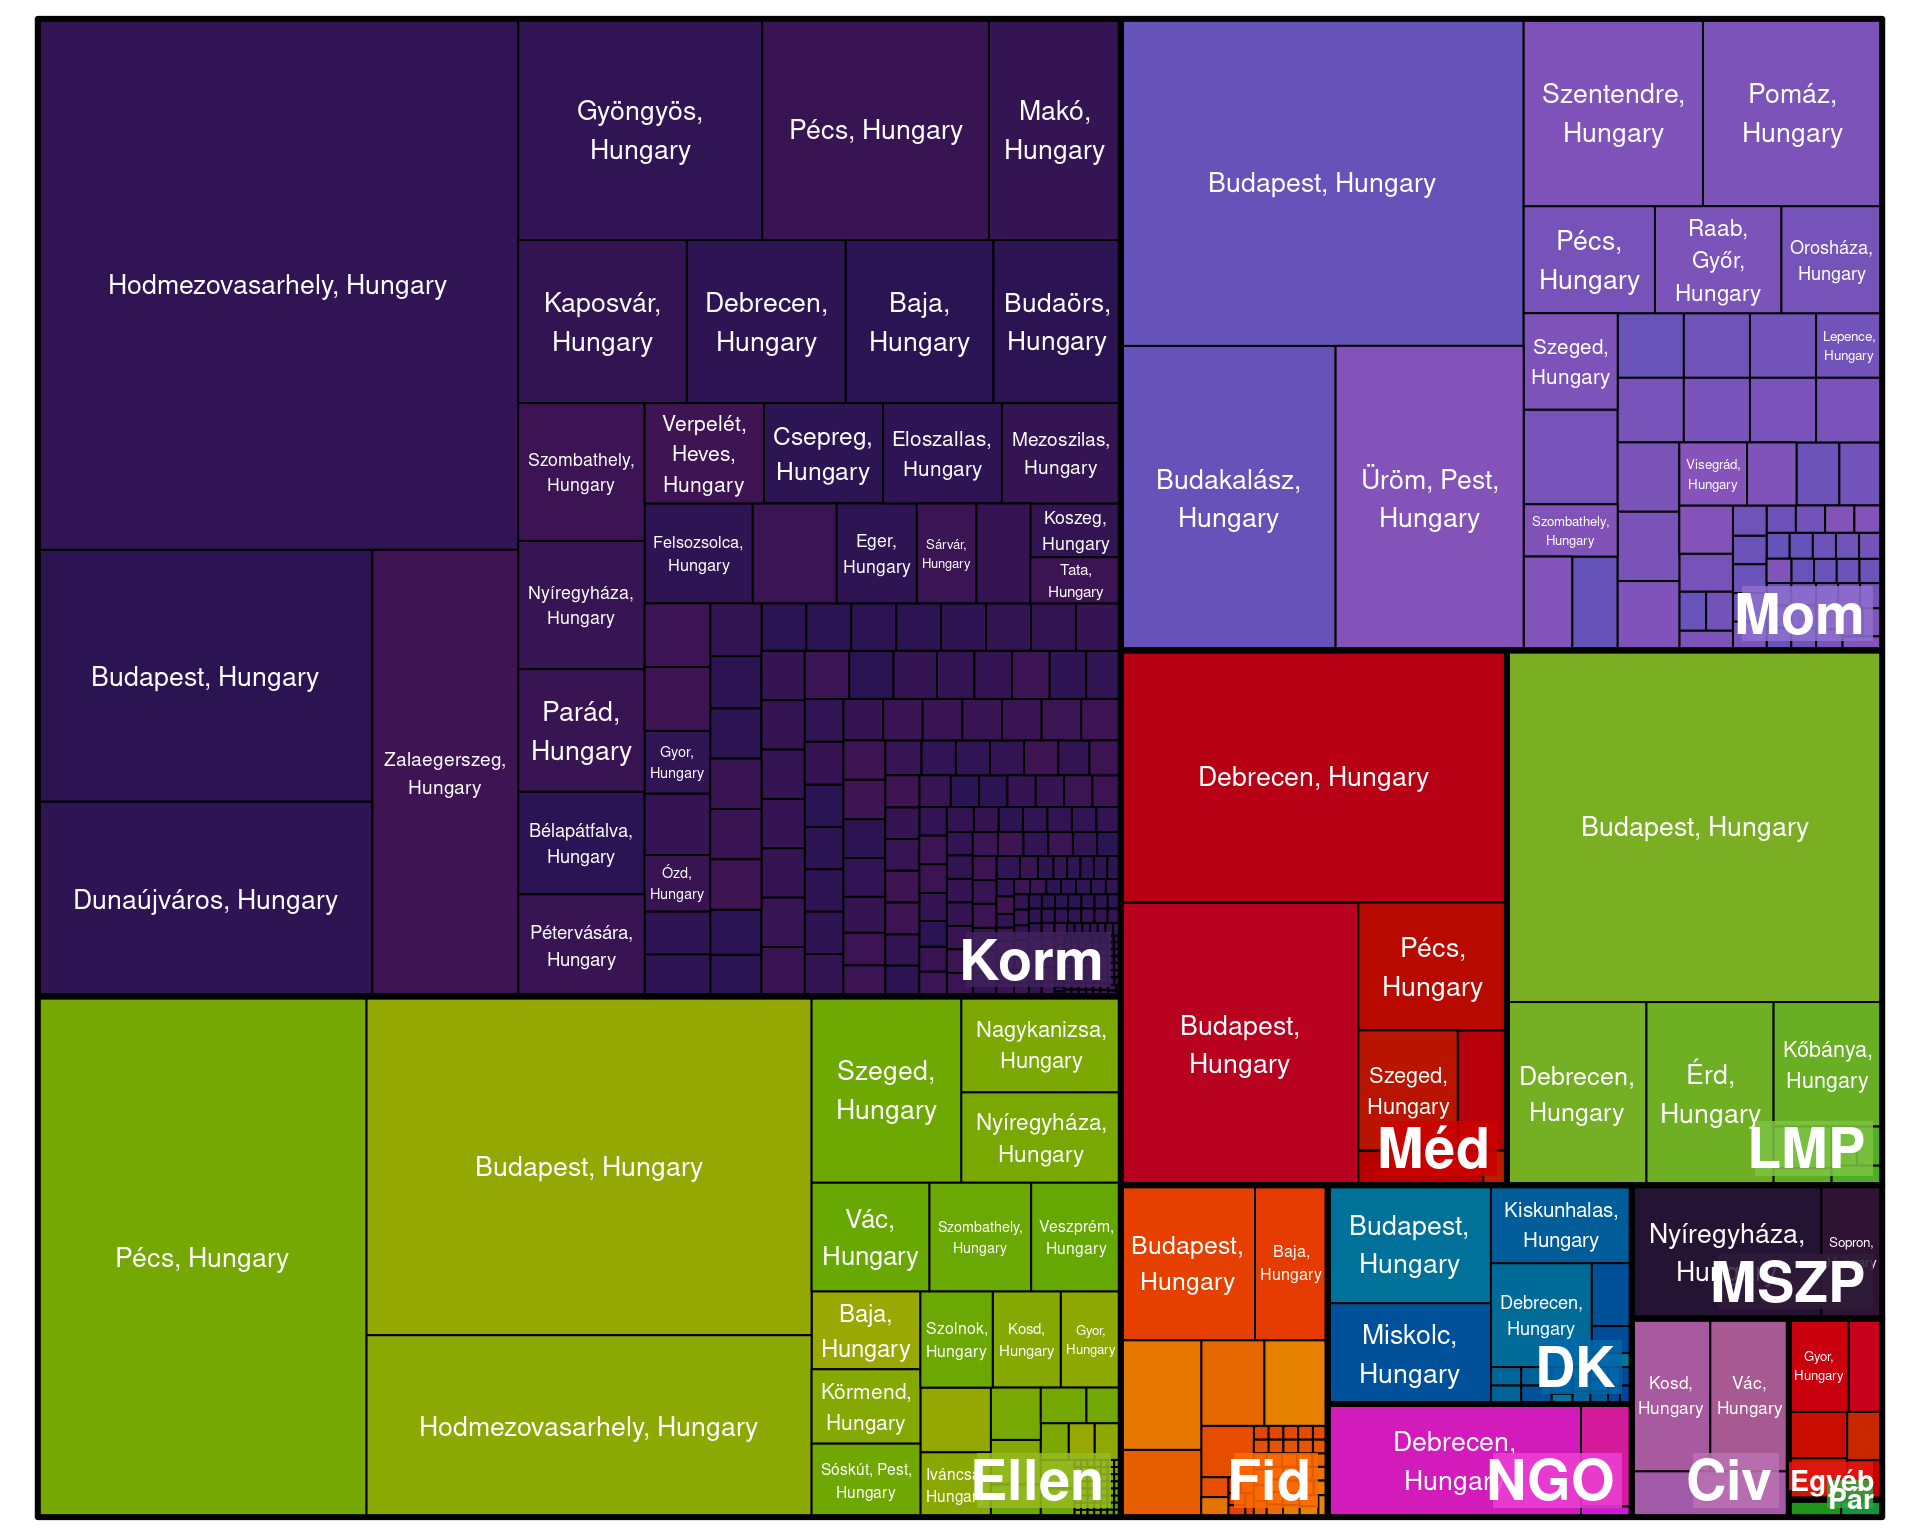 Hodmezovasarhely, Hungary
Budapest, Hungary
Dunaújváros, Hungary
Zalaegerszeg,
Hungary
Gyöngyös,
Hungary
Pécs, Hungary
Makó,
Hungary
Kaposvár,
Hungary
Debrecen,
Hungary
Baja,
Hungary
Budaörs,
Hungary
Szombathely,
Hungary
Nyíregyháza,
Hungary
Parád,
Hungary
Bélapátfalva,
Hungary
Pétervására,
Hungary
Verpelét,
Heves,
Hungary
Csepreg,
Hungary
Eloszallas,
Hungary
Mezoszilas,
Hungary
Felsozsolca,
Hungary
Eger,
Hungary
Sárvár,
Hungary
Koszeg,
Hungary
Tata,
Hungary
Gyor,
Hungary
Ózd,
Hungary
Korm
Budapest, Hungary
Budakalász,
Hungary
Üröm, Pest,
Hungary
Szentendre,
Hungary
Pomáz,
Hungary
Pécs,
Hungary
Raab,
Győr,
Hungary
Orosháza,
Hungary
Szeged,
Hungary
Lepence,
Hungary
Visegrád,
Hungary
Szombathely,
Hungary
Mom
Debrecen, Hungary
Budapest,
Hungary
Pécs,
Hungary
Szeged,
Hungary
Méd
Budapest, Hungary
Debrecen,
Hungary
Érd,
Hungary
Kőbánya,
Hungary
LMP
Pécs, Hungary
Budapest, Hungary
Hodmezovasarhely, Hungary
Szeged,
Hungary
Nagykanizsa,
Hungary
Nyíregyháza,
Hungary
Vác,
Hungary
Szombathely,
Hungary
Veszprém,
Hungary
Baja,
Hungary
Szolnok,
Hungary
Kosd,
Hungary
Gyor,
Hungary
Körmend,
Hungary
Sóskút, Pest,
Hungary
Iváncsa
Hungary
Ellen
Budapest,
Hungary
Baja,
Hungary
Fid
Budapest,
Hungary
Kiskunhalas,
Hungary
Debrecen,
Hungary
Miskolc,
Hungary
DK
Nyíregyháza,
Sopron,
MSZP
Debrecen,
Hungary
NGO
Kosd,
Hungary
Vác,
Hungary
Civ
Gyor,
Hungary
Egyéb
Pár